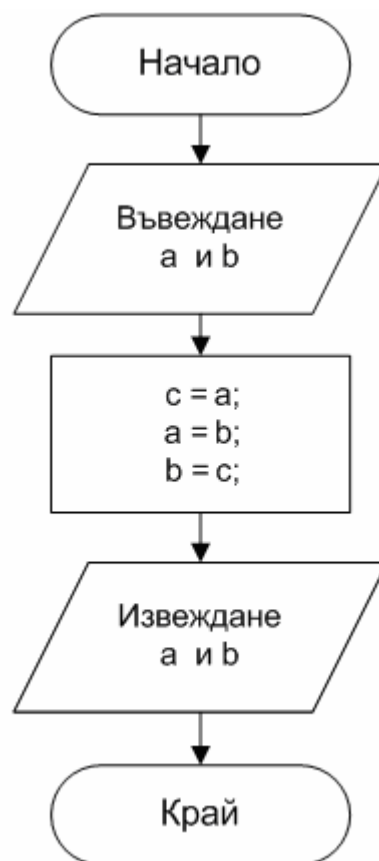 Начало
Въвеждане
a и b
c = a;
a = b;
b = c;
Извеждане
a и b
Край